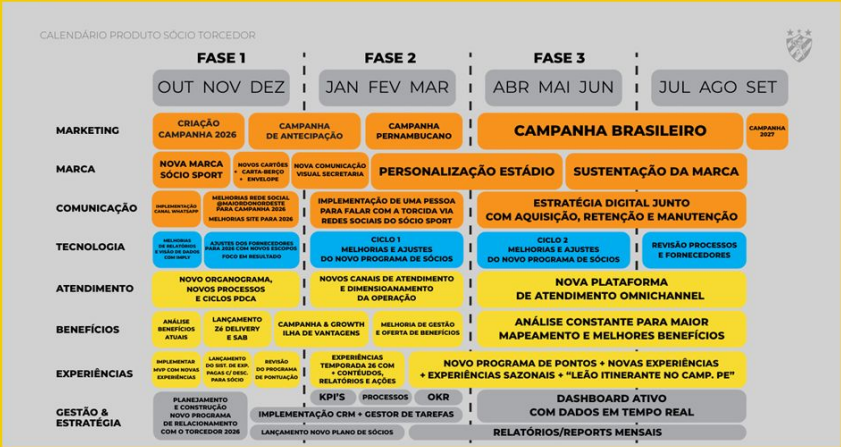 CALENDÁRIO PRODUTO SÓCIO TORCEDOR
FASE 1
FASE 2
FASE 3
OUT NOV DEZ
JAN FEV MAR
ABR MAI JUN
JUL AGO SET
MARKETING
CRIAÇÃO
CAMPANHA 2026
CAMPANHA
DE ANTECIPAÇÃO
CAMPANHA
PERNAMBUCANO
CAMPANHA BRASILEIRO
CAMPANHA
2027
MARCA
NOVA MARCA
SÓCIO SPORT
NOVOS CARTÕES
+ CARTA-BERÇO
+ ENVELOPE
NOVA COMUNICAÇÃO
VISUAL SECRETARIA
PERSONALIZAÇÃO ESTÁDIO
SUSTENTAÇÃO DA MARCA
COMUNICAÇÃO
IMPLEMENTAÇÃO
CANAL WHATSAPP
MELHORIAS REDE SOCIAL
@MAIORDONORDESTE
PARA CAMPANHA 2026
MELHORIAS SITE PARA 2026
IMPLEMENTAÇÃO DE UMA PESSOA
PARA FALAR COM A TORCIDA VIA
REDES SOCIAIS DO SÓCIO SPORT
ESTRATÉGIA DIGITAL JUNTO
COM AQUISIÇÃO, RETENÇÃO E MANUTENÇÃO
TECNOLOGIA
MELHORIAS
DE RELATÓRIOS
E VISÃO DE DADOS
COM IMPLY
AJUSTES DOS FORNECEDORES
PARA 2026 COM NOVOS ESCOPOS
FOCO EM RESULTADO
CICLO 1
MELHORIAS E AJUSTES
DO NOVO PROGRAMA DE SÓCIOS
CICLO 2
MELHORIAS E AJUSTES
DO NOVO PROGRAMA DE SÓCIOS
REVISÃO PROCESSOS
E FORNECEDORES
ATENDIMENTO
NOVO ORGANOGRAMA,
NOVOS PROCESSOS
E CICLOS PDCA
NOVOS CANAIS DE ATENDIMENTO
E DIMENSIOANAMENTO
DA OPERAÇÃO
NOVA PLATAFORMA
DE ATENDIMENTO OMNICHANNEL
BENEFÍCIOS
ANÁLISE
BENEFÍCIOS
ATUAIS
LANÇAMENTO
Zé DELIVERY
E SAB
CAMPANHA & GROWTH
ILHA DE VANTAGENS
MELHORIA DE GESTÃO
E OFERTA DE BENEFÍCIOS
ANÁLISE CONSTANTE PARA MAIOR
MAPEAMENTO E MELHORES BENEFÍCIOS
EXPERIÊNCIAS
IMPLEMENTAR
MVP COM NOVAS
EXPERIÊNCIAS
LANÇAMENTO
DO SIST. DE EXP.
PAGAS C/DESC.
PARA SÓCIO
REVISÃO
DO PROGRAMA
DE PONTUAÇÃO
EXPERIÊNCIAS
TEMPORADA 26 COM
+ CONTÉUDOS,
RELATÓRIOS E AÇÕES
NOVO PROGRAMA DE PONTOS + NOVAS EXPERIÊNCIAS
+ EXPERIÊNCIAS SAZONAIS + “LEÃO ITINERANTE NO CAMP. PE”
GESTÃO &
ESTRATÉGIA
PLANEJAMENTO
E CONSTRUÇÃO
NOVO PROGRAMA
DE RELACIONAMENTO
COM O TORCEDOR 2026
KPI’S
PROCESSOS
OKR
IMPLEMENTAÇÃO CRM + GESTOR DE TAREFAS
LANÇAMENTO NOVO PLANO DE SÓCIOS
DASHBOARD ATIVO
COM DADOS EM TEMPO REAL
RELATÓRIOS/REPORTS MENSAIS